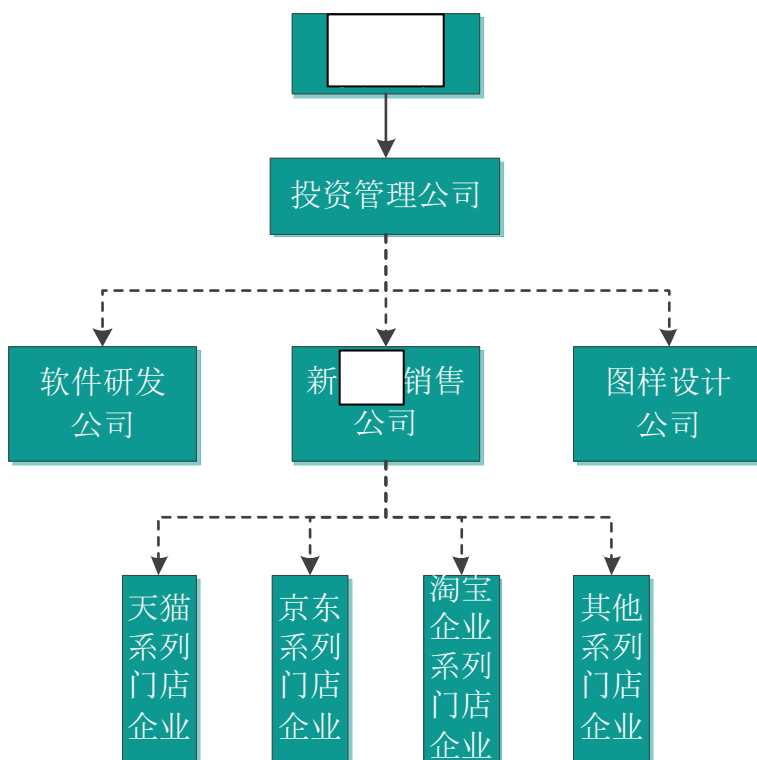 投资管理公司
软件研发
公司
新 销售
公司
图样设计
公司
天猫
系列
门店
企业
京东
系列
门店
企业
淘宝
企业
系列
门店
企业
其他
系列
门店
企业